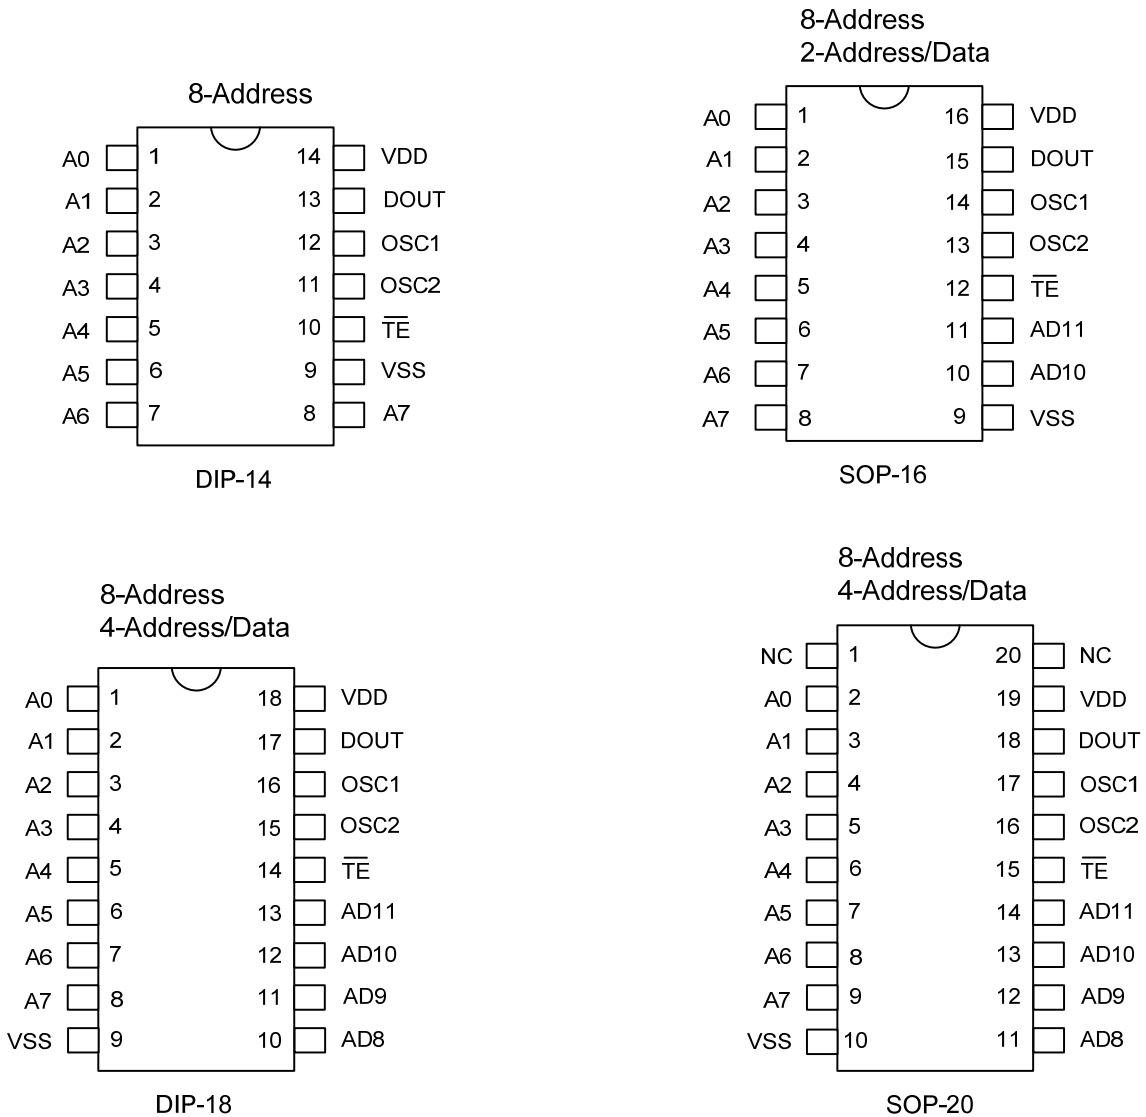 8-Address
A0 1 14 VDD
A1 2 13 DOUT
A2 3 12 OSC1
A3 4 11 OSC2
A4 5 10 T̅E̅
A5 6 9 VSS
A6 7 8 A7
DIP-14
8-Address
2-Address/Data
A0 1 16 VDD
A1 2 15 DOUT
A2 3 14 OSC1
A3 4 13 OSC2
A4 5 12 T̅E̅
A5 6 11 AD11
A6 7 10 AD10
A7 8 9 VSS
SOP-16
8-Address
4-Address/Data
A0 1 18 VDD
A1 2 17 DOUT
A2 3 16 OSC1
A3 4 15 OSC2
A4 5 14 T̅E̅
A5 6 13 AD11
A6 7 12 AD10
A7 8 11 AD9
VSS 9 10 AD8
DIP-18
8-Address
4-Address/Data
NC 1 20 NC
A0 2 19 VDD
A1 3 18 DOUT
A2 4 17 OSC1
A3 5 16 OSC2
A4 6 15 T̅E̅
A5 7 14 AD11
A6 8 13 AD10
A7 9 12 AD9
VSS 10 11 AD8
SOP-20